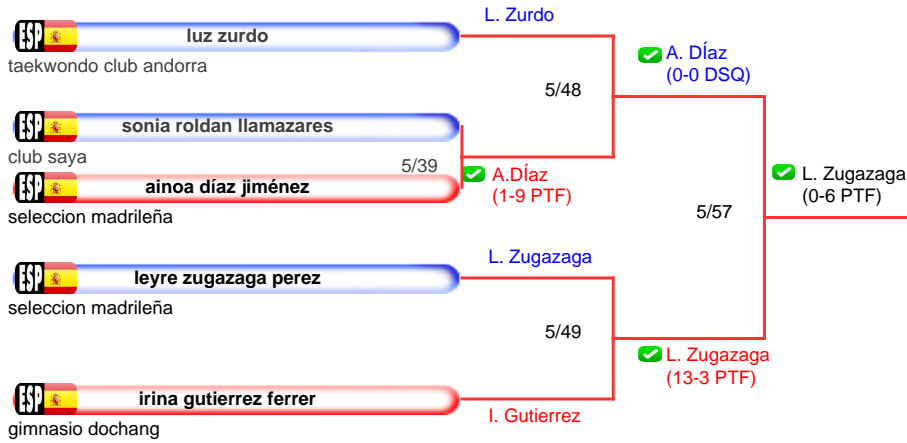 L. Zurdo
ESP luz zurdo
taekwondo club andorra
A. DÍaz
(0-0 DSQ)
5/48
ESP sonia roldan llamazares
club saya
5/39
A.DÍaz
(1-9 PTF)
ESP ainoa díaz jiménez
seleccion madrileña
L. Zugazaga
(0-6 PTF)
5/57
L. Zugazaga
ESP leyre zugazaga perez
seleccion madrileña
5/49
L. Zugazaga
(13-3 PTF)
ESP irina gutierrez ferrer
I. Gutierrez
gimnasio dochang